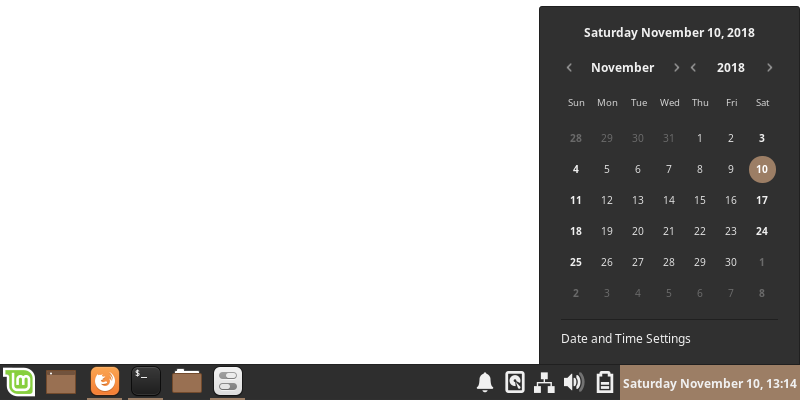 Saturday November 10, 2018
November 2018
Sun Mon Tue Wed Thu Fri Sat
28 29 30 31 1 2 3
4 5 6 7 8 9 10
11 12 13 14 15 16 17
18 19 20 21 22 23 24
25 26 27 28 29 30 1
2 3 4 5 6 7 8
Date and Time Settings
$_
Saturday November 10, 13:14